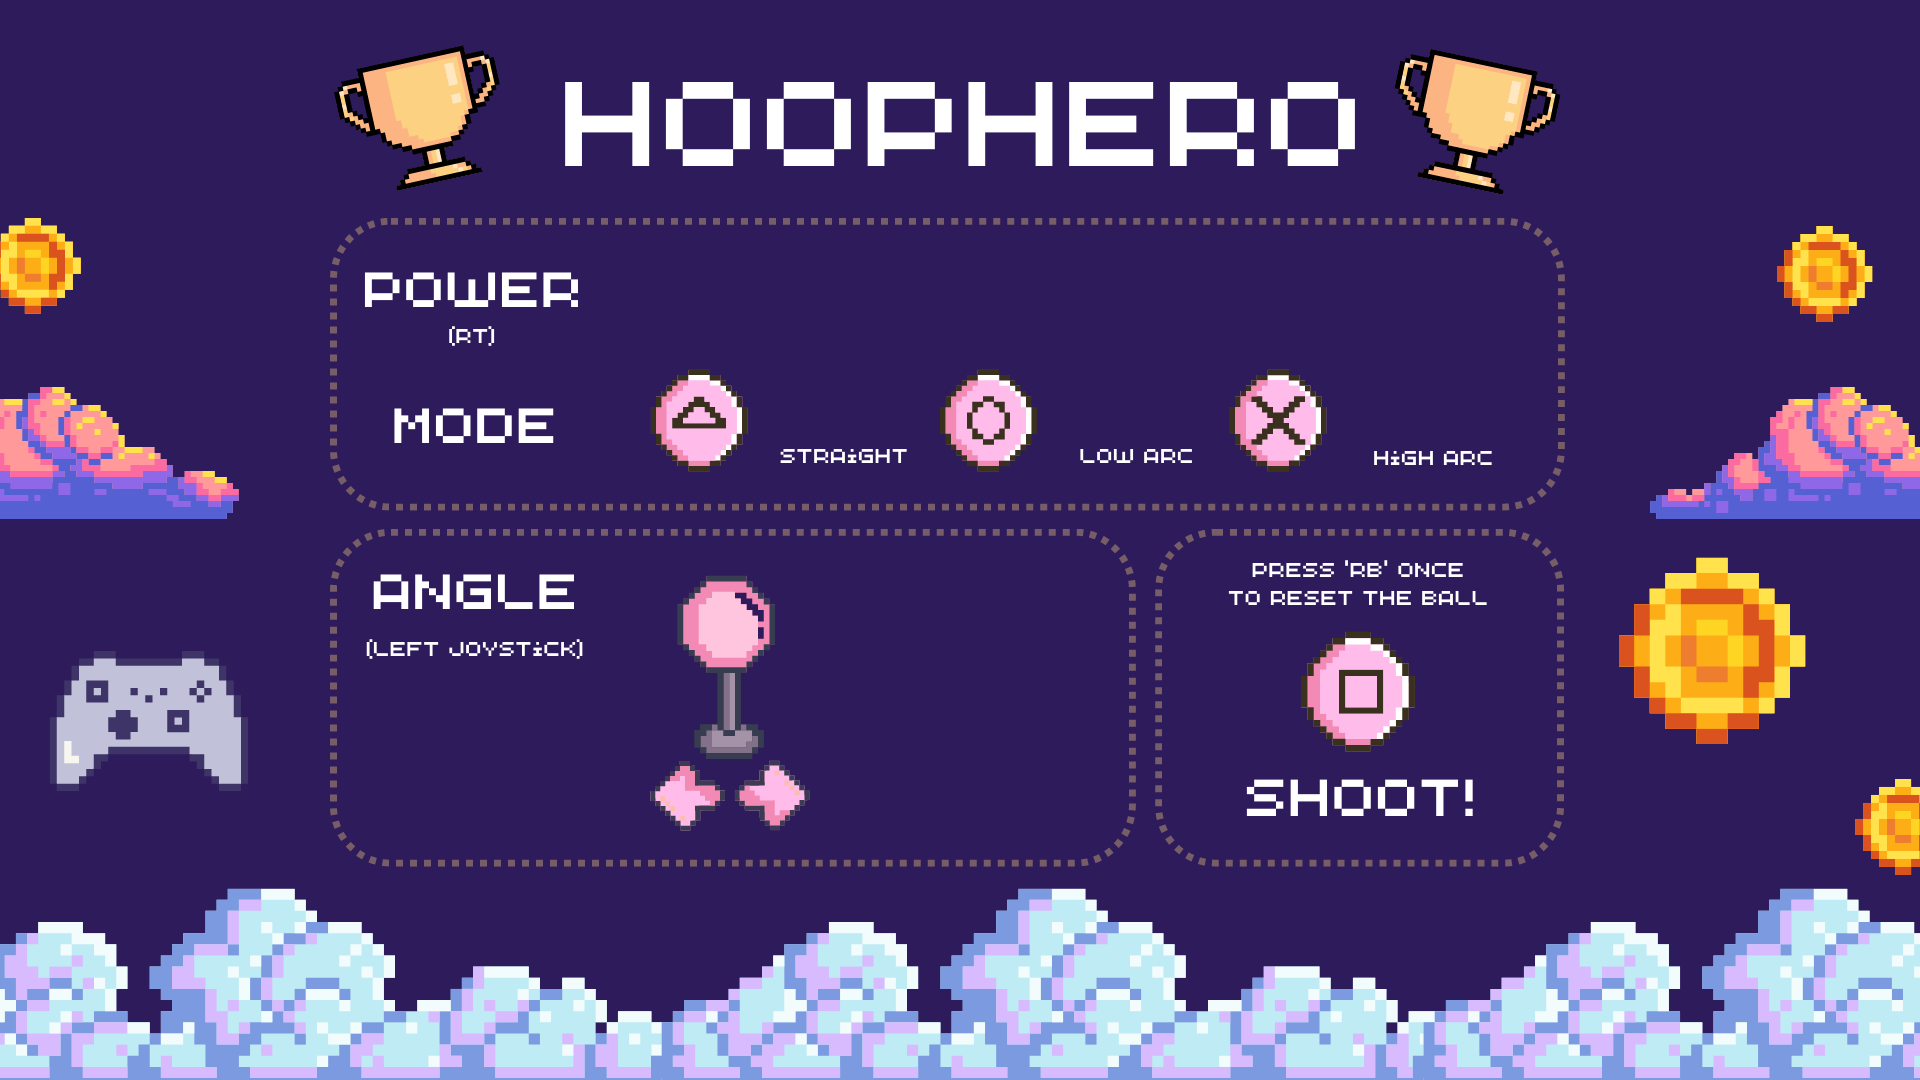 HOOPHERO
POWER
(RT)
MODE
STRAiGHT
LOW ARC
HiGH ARC
ANGLE
(LEFT JOYSTiCK)
PRESS 'RB' ONCE
TO RESET THE BALL
SHOOT!